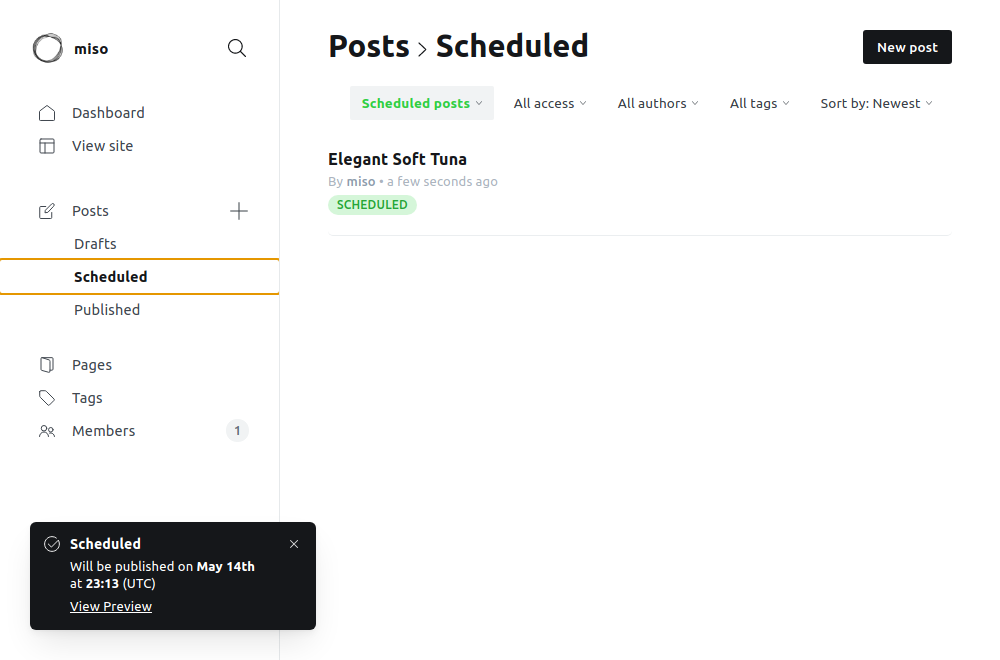 miso
Dashboard
View site
Posts
Drafts
Scheduled
Published
Pages
Tags
Members
1
Posts > Scheduled
New post
Scheduled posts
All access
All authors
All tags
Sort by: Newest
Elegant Soft Tuna
By miso • a few seconds ago
SCHEDULED
Scheduled
Will be published on May 14th
at 23:13 (UTC)
View Preview